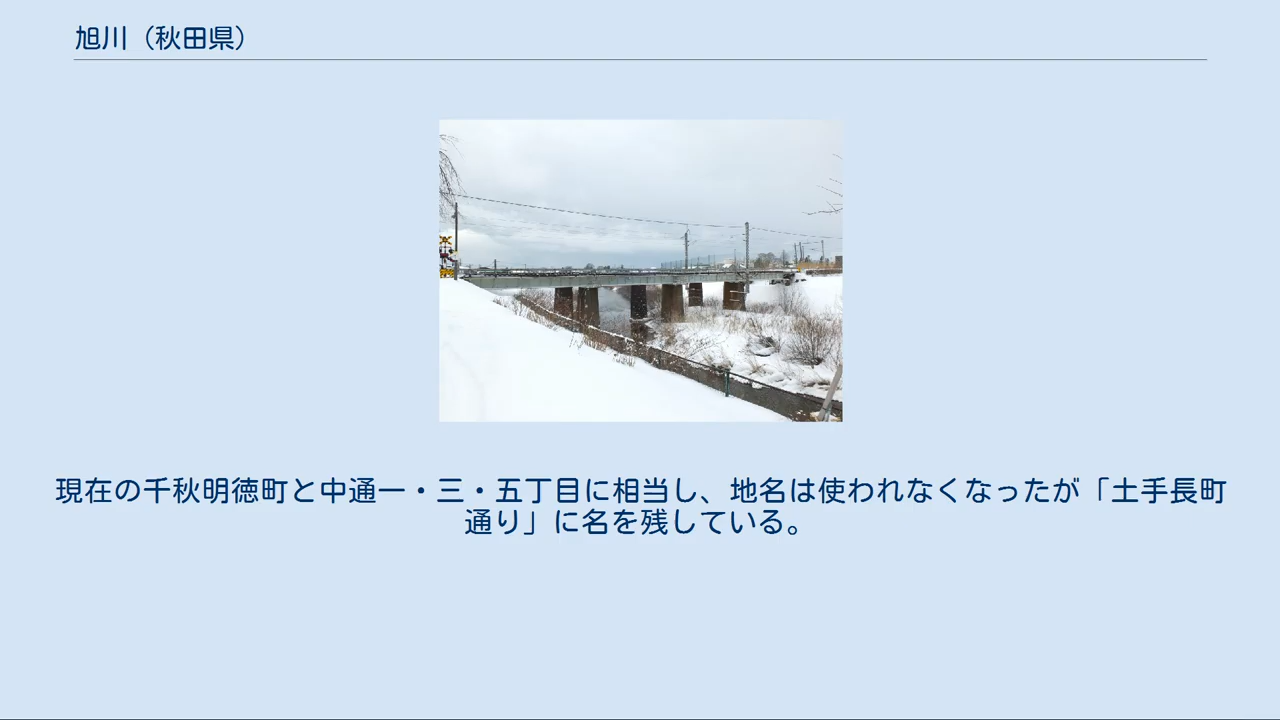 旭川（秋田県）
現在の千秋明徳町と中通一・三・五丁目に相当し、地名は使われなくなったが「土手長町
通り」に名を残している。